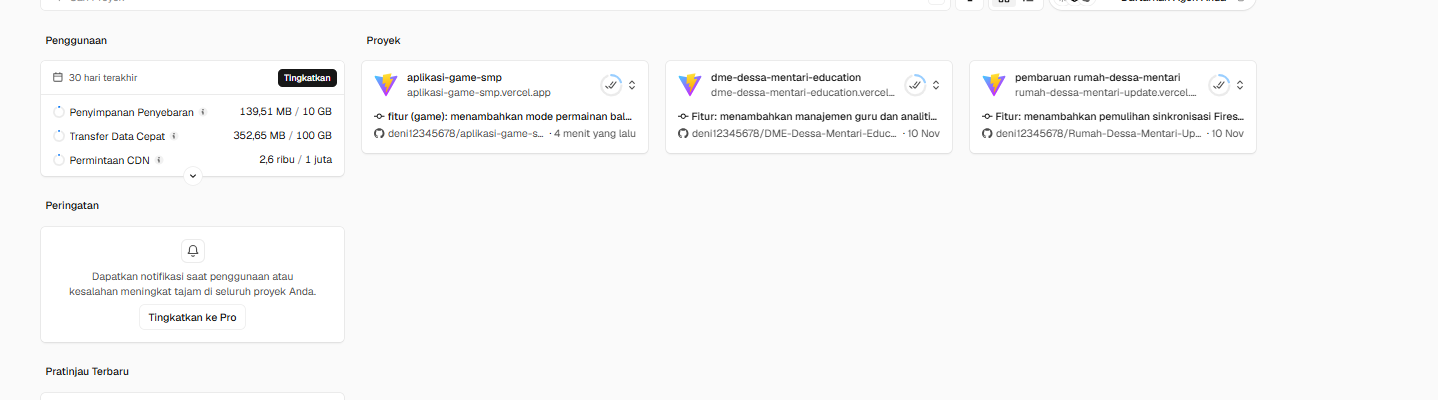 Penggunaan
30 hari terakhir
Tingkatkan
Penyimpanan Penyebaran
139,51 MB / 10 GB
Transfer Data Cepat
352,65 MB / 100 GB
Permintaan CDN
2,6 ribu / 1 juta
Peringatan
Dapatkan notifikasi saat penggunaan atau
kesalahan meningkat tajam di seluruh proyek Anda.
Tingkatkan ke Pro
Pratinjau Terbaru
Proyek
aplikasi-game-smp
aplikasi-game-smp.vercel.app
fitur (game): menambahkan mode permainan bal...
deni12345678/aplikasi-game-s... · 4 menit yang lalu
dme-dessa-mentari-education
dme-dessa-mentari-education.vercel...
Fitur: menambahkan manajemen guru dan analiti...
deni12345678/DME-Dessa-Mentari-Educ... · 10 Nov
pembaruan rumah-dessa-mentari
rumah-dessa-mentari-update.vercel....
Fitur: menambahkan pemulihan sinkronisasi Fires...
deni12345678/Rumah-Dessa-Mentari-Up... · 10 Nov